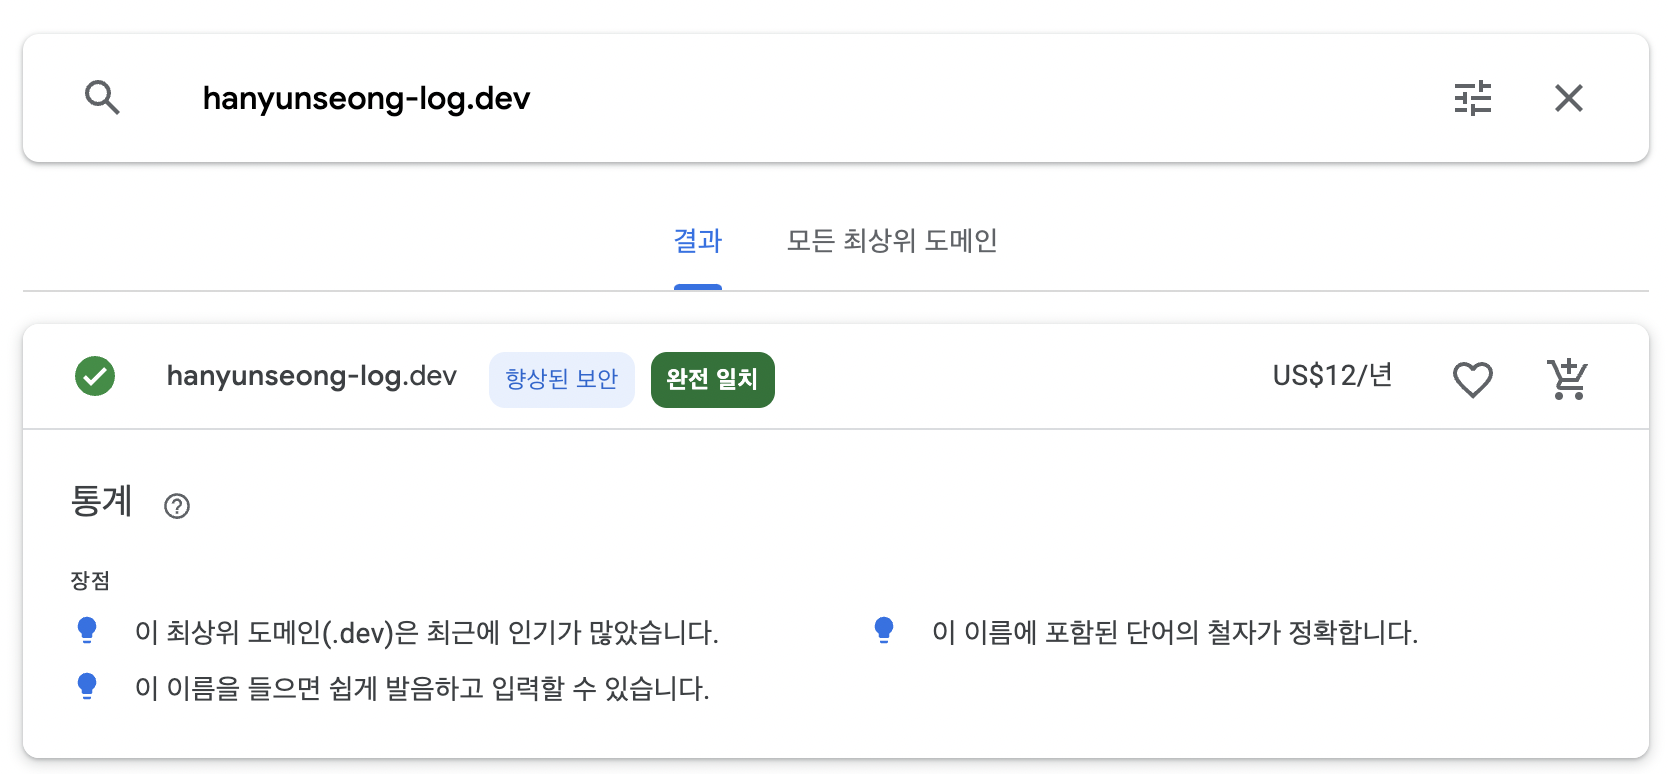 hanyunseong-log.dev
결과 모든 최상위 도메인
hanyunseong-log.dev 향상된 보안 완전 일치 US$12/년
통계
장점
이 최상위 도메인(.dev)은 최근에 인기가 많았습니다. 이 이름에 포함된 단어의 철자가 정확합니다.
이 이름을 들으면 쉽게 발음하고 입력할 수 있습니다.